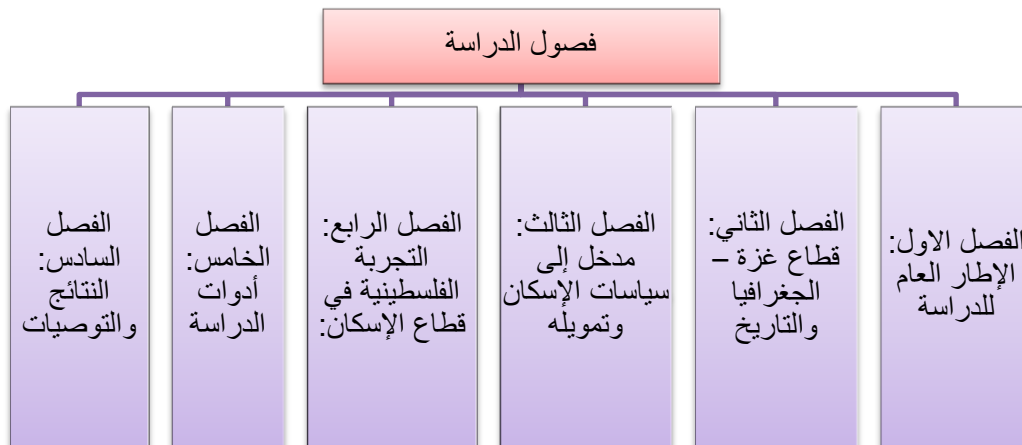 فصول الدراسة
الفصل الاول:
الإطار العام
للدراسة
الفصل الثاني:
قطاع غزة –
الجغرافيا
والتاريخ
الفصل الثالث:
مدخل إلى
سياسات الإسكان
وتمويله
الفصل الرابع:
التجربة
الفلسطينية في
قطاع الإسكان:
الفصل
الخامس:
أدوات
الدراسة
الفصل
السادس:
النتائج
والتوصيات